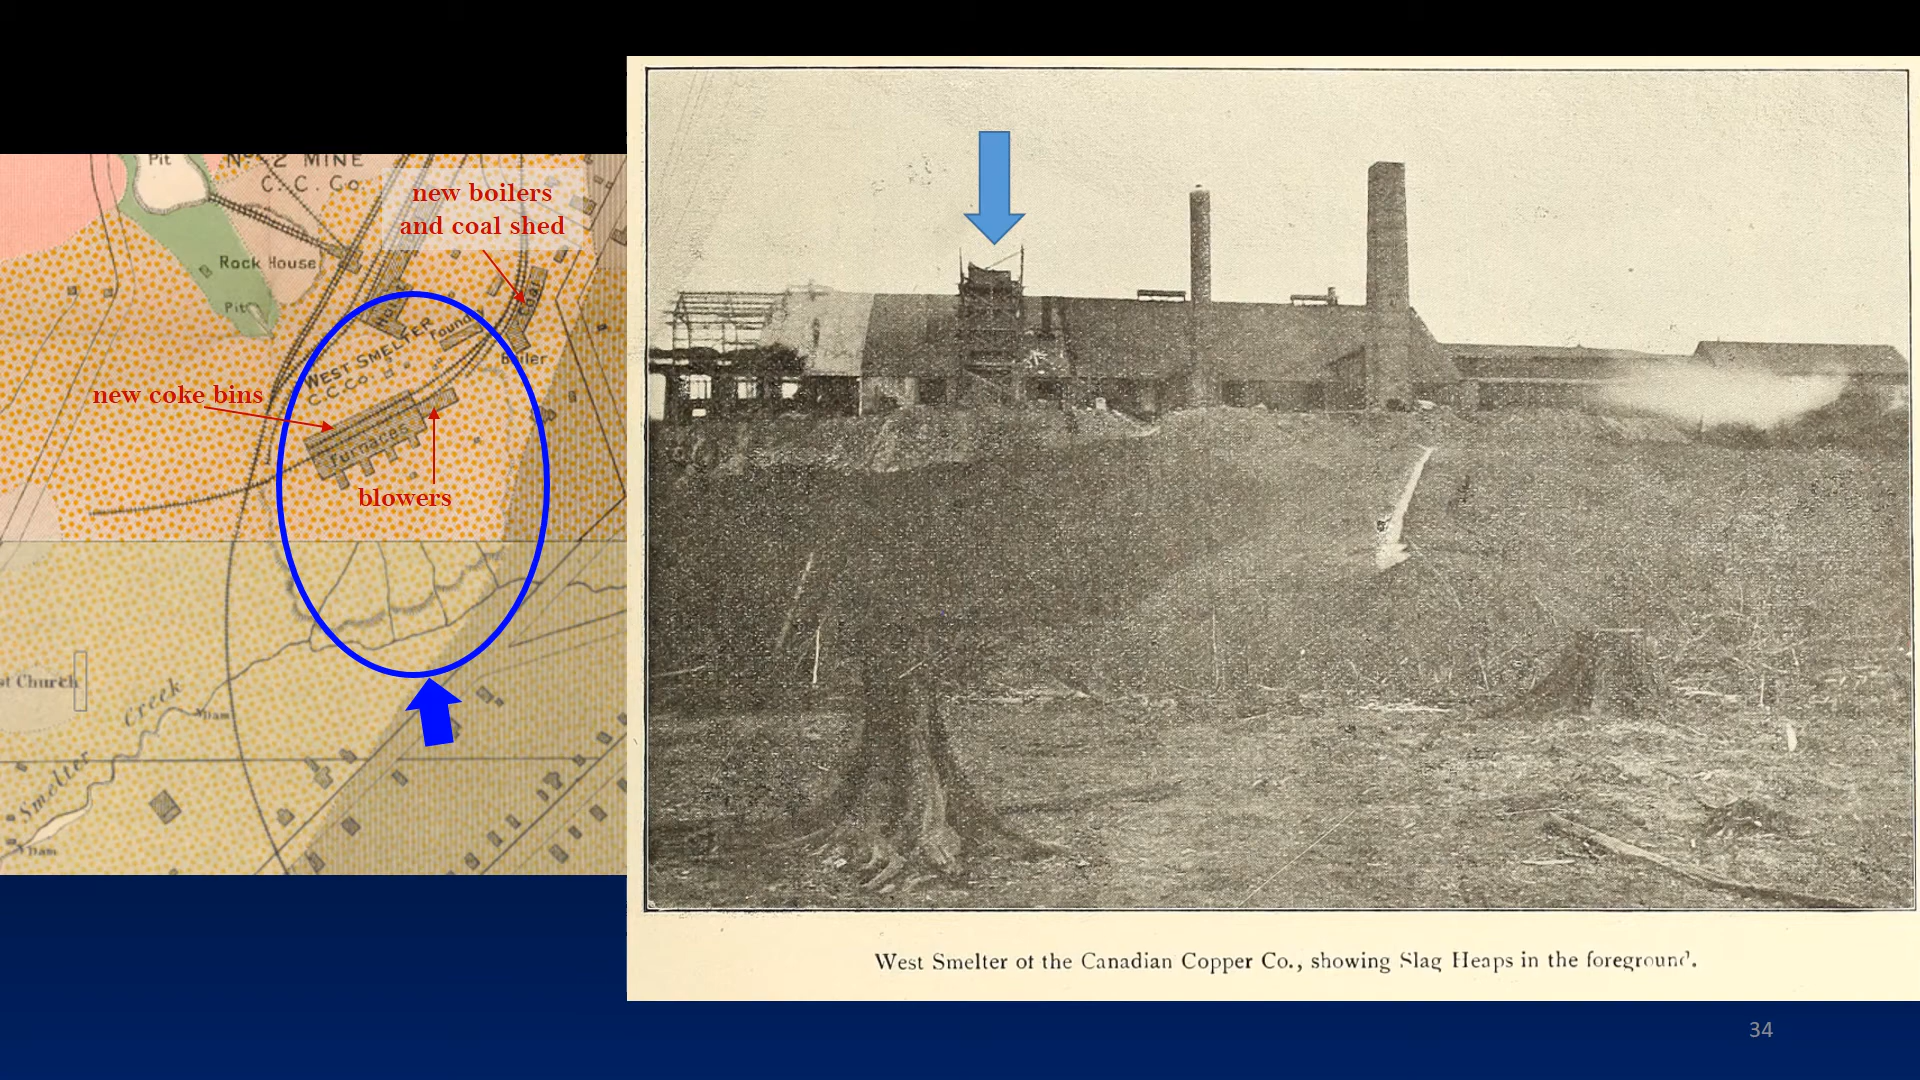 Pit
No. 2 MINE
C. C. Co.
new boilers
and coal shed
Rock House
Pit
WEST SMELTER
C.C.Co.
Foundry
Boiler
new coke bins
Furnaces
blowers
st Church
Creek
Dam
Smelter
Dam
West Smelter of the Canadian Copper Co., showing Slag Heaps in the foreground.
34